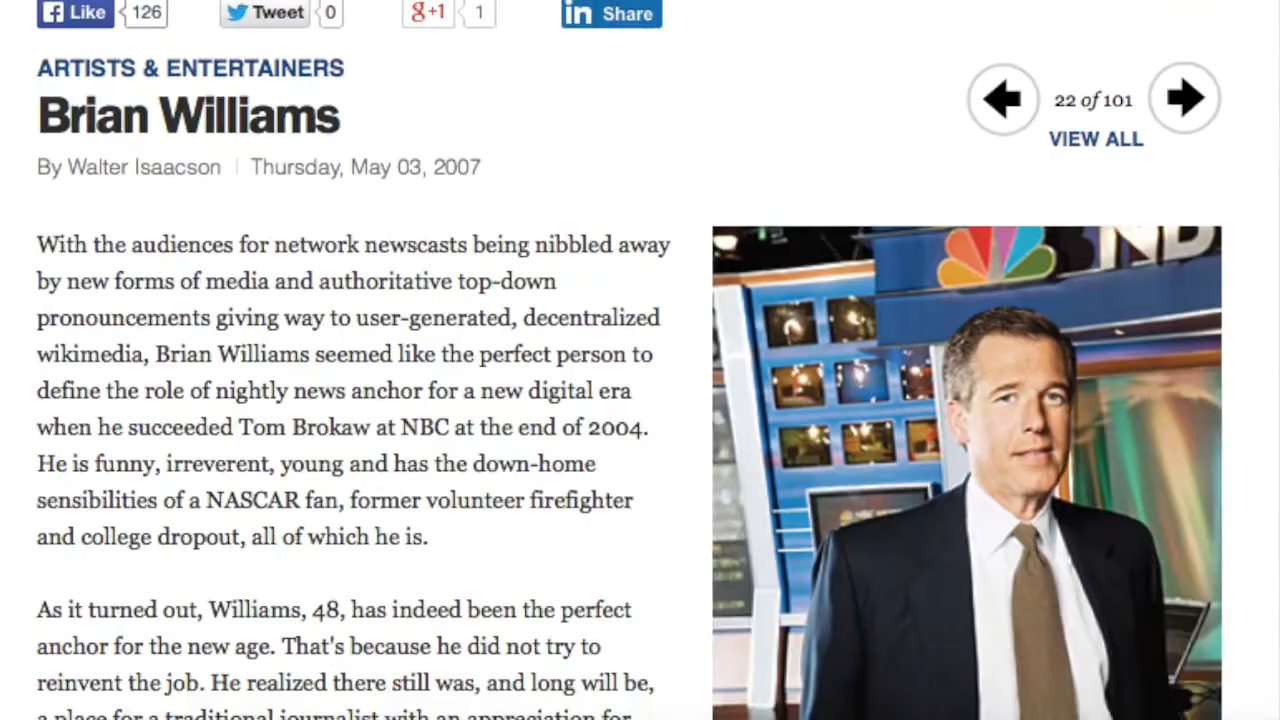 Like 126 Tweet 0 g+1 1 in Share
ARTISTS & ENTERTAINERS
Brian Williams
By Walter Isaacson | Thursday, May 03, 2007
22 of 101
VIEW ALL
With the audiences for network newscasts being nibbled away
by new forms of media and authoritative top-down
pronouncements giving way to user-generated, decentralized
wikimedia, Brian Williams seemed like the perfect person to
define the role of nightly news anchor for a new digital era
when he succeeded Tom Brokaw at NBC at the end of 2004.
He is funny, irreverent, young and has the down-home
sensibilities of a NASCAR fan, former volunteer firefighter
and college dropout, all of which he is.
As it turned out, Williams, 48, has indeed been the perfect
anchor for the new age. That's because he did not try to
reinvent the job. He realized there still was, and long will be,
a place for a traditional journalist with an appreciation for